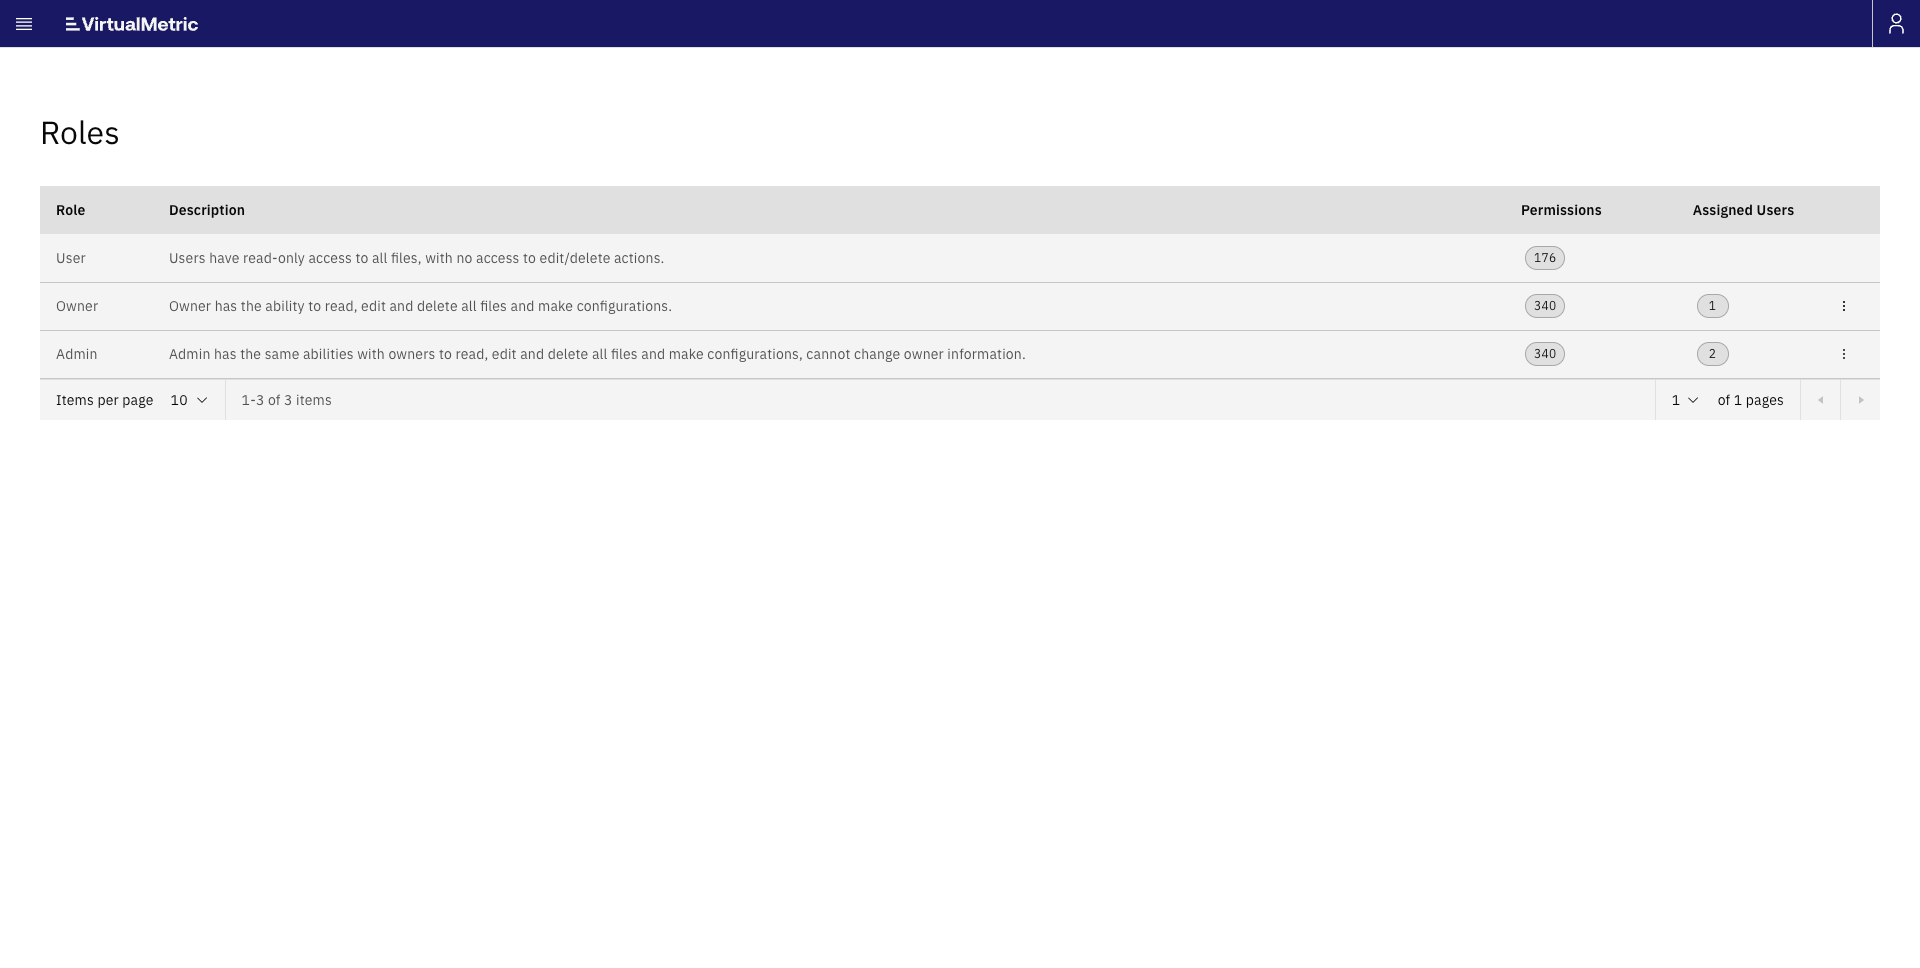 VirtualMetric
Roles
Role Description Permissions Assigned Users
User Users have read-only access to all files, with no access to edit/delete actions. 176
Owner Owner has the ability to read, edit and delete all files and make configurations. 340 1
Admin Admin has the same abilities with owners to read, edit and delete all files and make configurations, cannot change owner information. 340 2
Items per page 10 1-3 of 3 items 1 of 1 pages